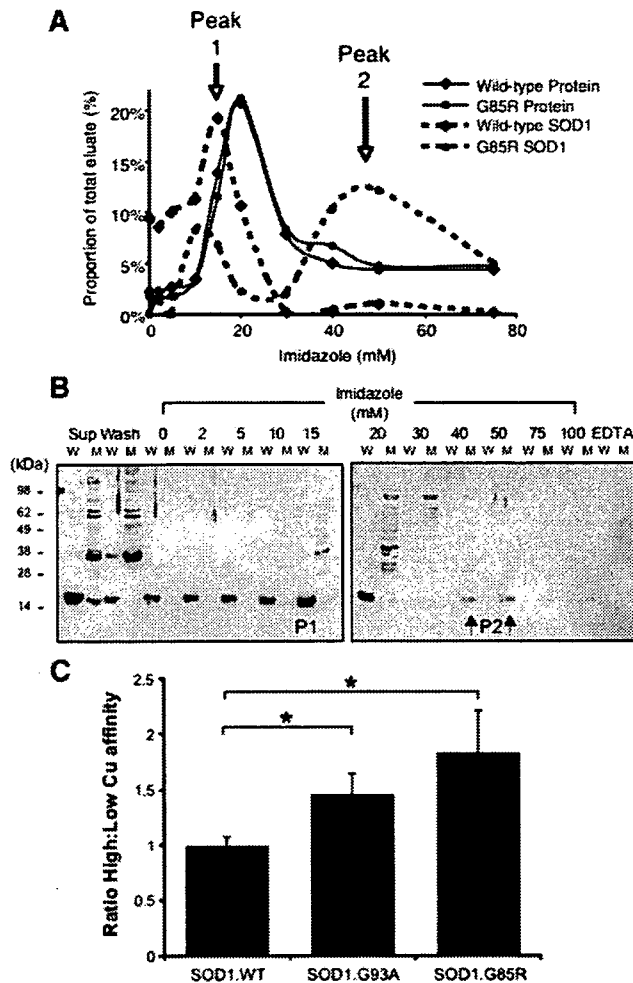 A
Peak
1
Peak
2
Wild-type Protein
G85R Protein
Wild-type SOD1
G85R SOD1
Proportion of total eluate (%)
20%
15%
10%
5%
0%
0 20 40 60 80
Imidazole (mM)
B
Imidazole
(mM)
Sup Wash 0 2 5 10 15 20 30 40 50 75 100 EDTA
W M W M W M W M W M W M W M W M W M W M W M W M W M W M
(kDa)
98
62
49
38
28
14
P1
P2
C
Ratio High:Low Cu affinity
2.5
2
1.5
1
0.5
0
* *
SOD1.WT SOD1.G93A SOD1.G85R